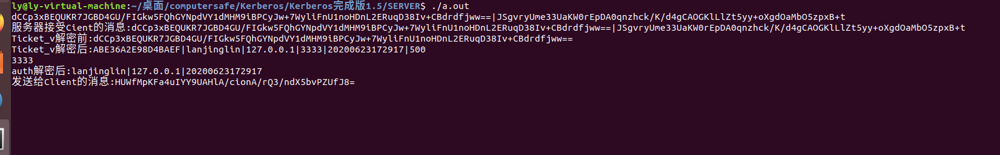 ly@ly-virtual-machine:~/桌面/computersafe/Kerberos/Kerberos完成版1.5/SERVER$ ./a.out
dCCp3xBEQUKR7JGBD4GU/FIGkw5FQhGYNpdVY1dMHM9iBPCyJw+7WyliFnU1noHDnL2ERuqD38Iv+CBdrdfjww==|JSgvryUme33UaKW0rEpDA0qnzhck/K/d4gCAOGKlLlZt5yy+oXgdOaMbO5zpxB+t
服务器接受Cient的消息:dCCp3xBEQUKR7JGBD4GU/FIGkw5FQhGYNpdVY1dMHM9iBPCyJw+7WyliFnU1noHDnL2ERuqD38Iv+CBdrdfjww==|JSgvryUme33UaKW0rEpDA0qnzhck/K/d4gCAOGKlLlZt5yy+oXgdOaMbO5zpxB+t
Ticket_v解密前:dCCp3xBEQUKR7JGBD4GU/FIGkw5FQhGYNpdVY1dMHM9iBPCyJw+7WyliFnU1noHDnL2ERuqD38Iv+CBdrdfjww==
Ticket_v解密后:ABE36A2E98D4BAEF|lanjinglin|127.0.0.1|3333|20200623172917|500
3333
auth解密后:lanjinglin|127.0.0.1|20200623172917
发送给Client的消息:HUWfMpKFa4uIYY9UAHlA/cionA/rQ3/ndX5bvPZUfJ8=